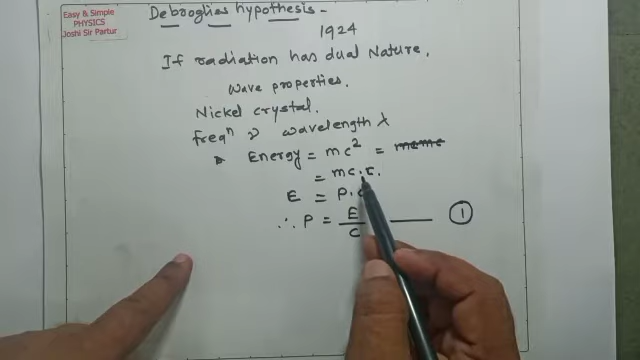 Easy & Simple
PHYSICS
Joshi Sir Partur
Debrooglies hypothesis -
1924
If radiation has dual Nature.
Wave properties.
Nickel crystal.
freqⁿ ν wavelength λ
Energy = mc² =
= mc.c.
E = P.c
∴ P = E/C —— ①